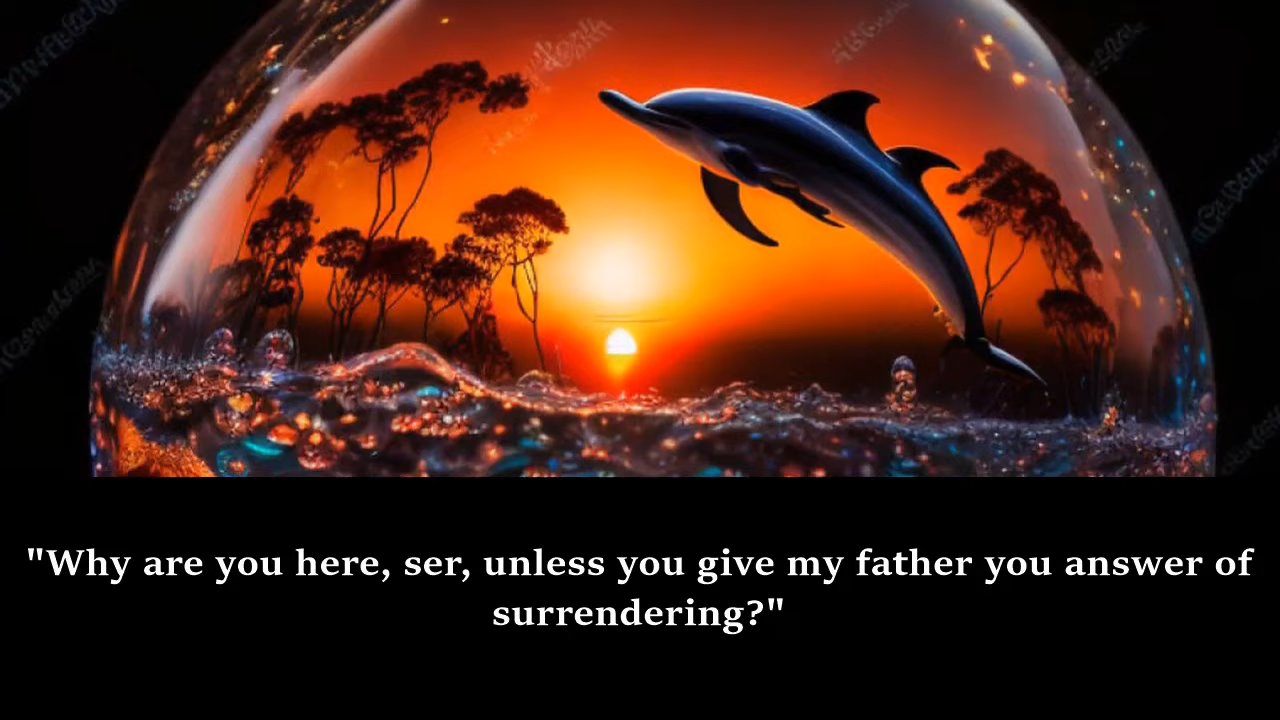 "Why are you here, ser, unless you give my father you answer of
surrendering?"